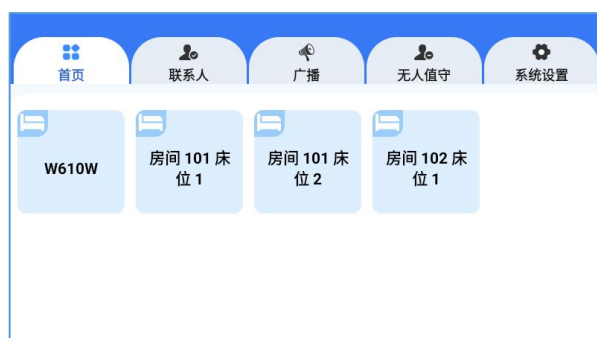 首页
联系人
广播
无人值守
系统设置
W610W
房间 101 床
位 1
房间 101 床
位 2
房间 102 床
位 1